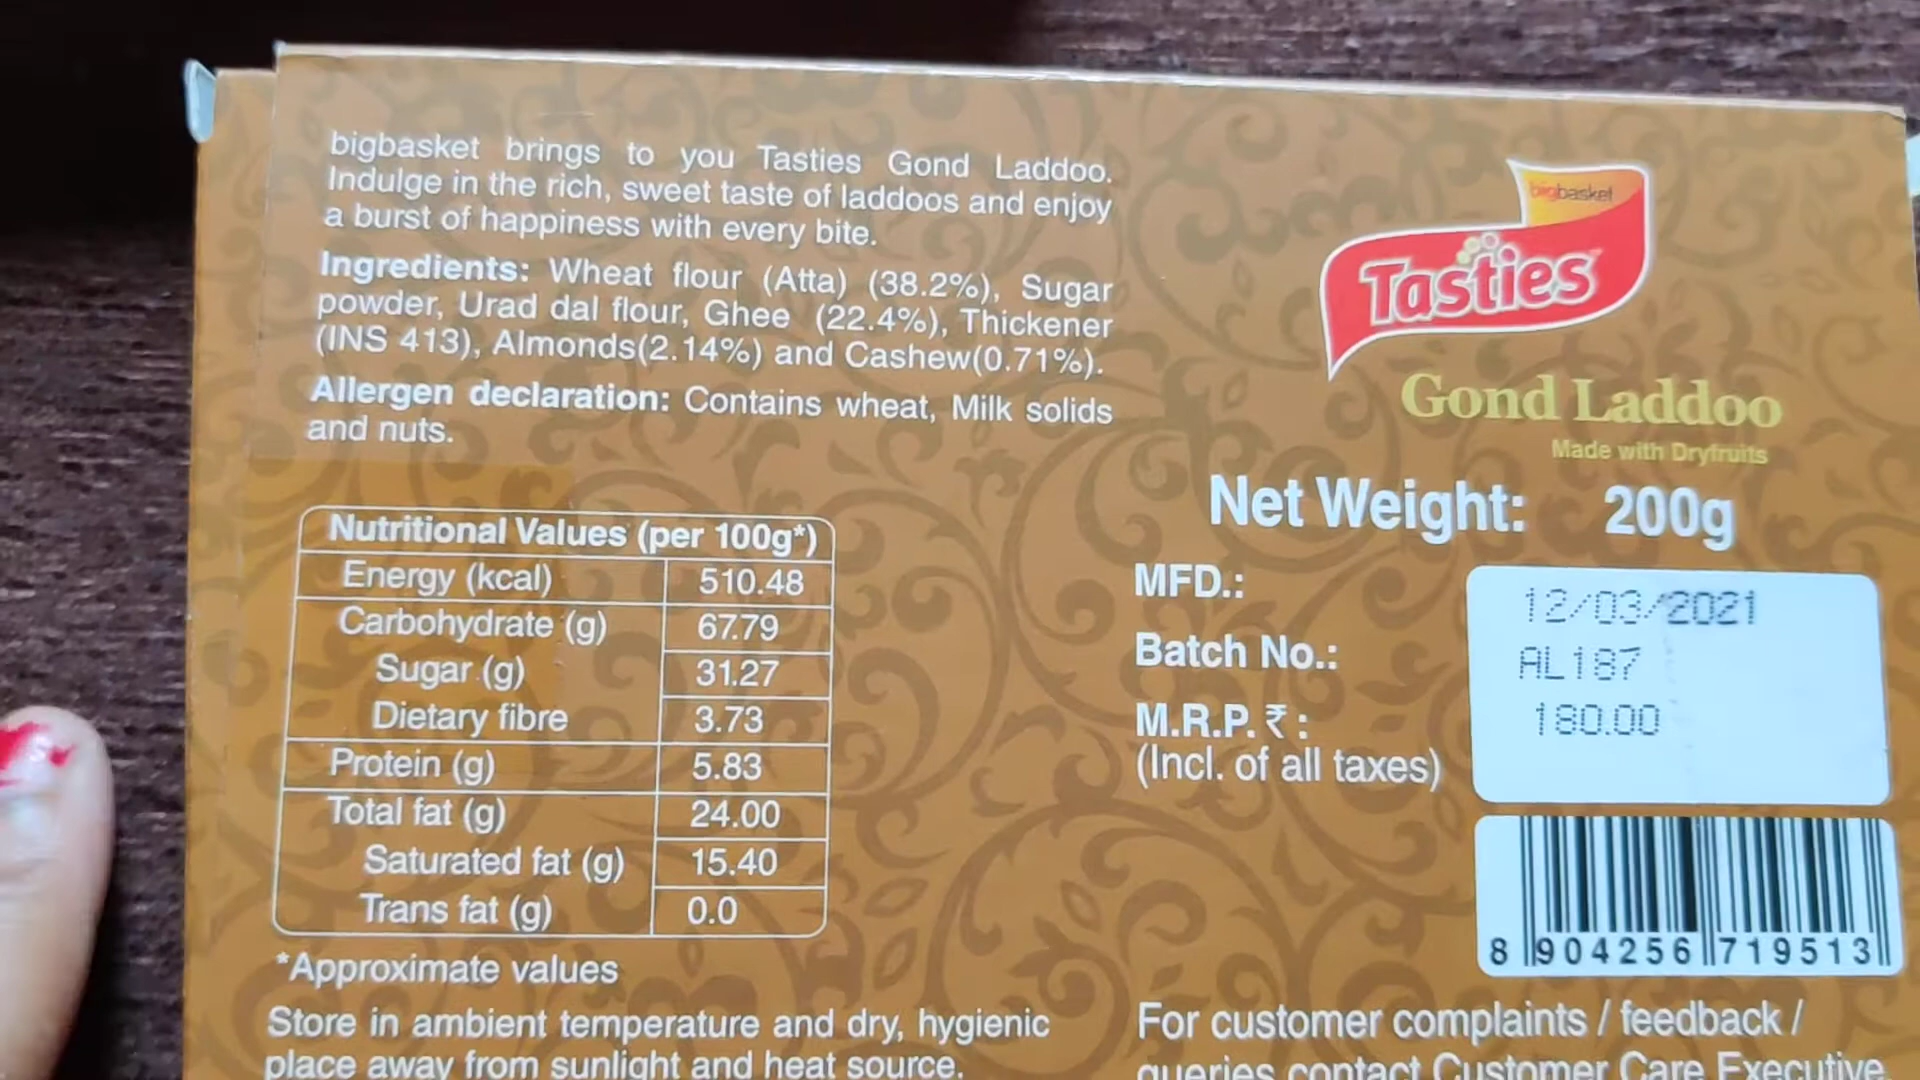 bigbasket brings to you Tasties Gond Laddoo.
Indulge in the rich, sweet taste of laddoos and enjoy
a burst of happiness with every bite.
Ingredients: Wheat flour (Atta) (38.2%), Sugar
powder, Urad dal flour, Ghee (22.4%), Thickener
(INS 413), Almonds(2.14%) and Cashew(0.71%).
Allergen declaration: Contains wheat, Milk solids
and nuts.
Nutritional Values (per 100g*)
Energy (kcal) 510.48
Carbohydrate (g) 67.79
Sugar (g) 31.27
Dietary fibre 3.73
Protein (g) 5.83
Total fat (g) 24.00
Saturated fat (g) 15.40
Trans fat (g) 0.0
*Approximate values
Store in ambient temperature and dry, hygienic
place away from sunlight and heat source.
bigbasket
Tasties
Gond Laddoo
Made with Dryfruits
Net Weight: 200g
MFD.: 12/03/2021
Batch No.: AL187
M.R.P. ₹ : 180.00
(Incl. of all taxes)
8 904256 719513
For customer complaints / feedback /
queries contact Customer Care Executive